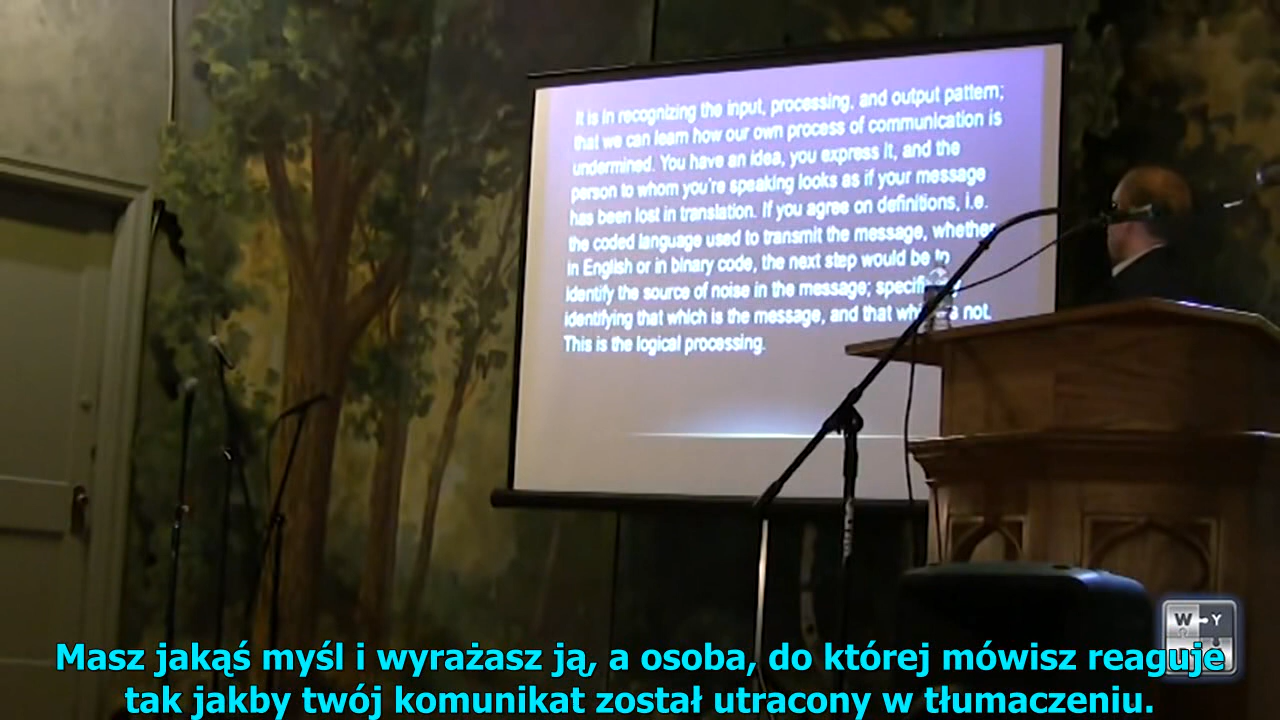 It is in recognizing the input, processing, and output pattern;
that we can learn how our own process of communication is
undermined. You have an idea, you express it, and the
person to whom you're speaking looks as if your message
has been lost in translation. If you agree on definitions, i.e.
the coded language used to transmit the message, whether
in English or in binary code, the next step would be to
identify the source of noise in the message;
identifying that which is the message, and that not.
This is the logical processing.
W Y
Masz jakąś myśl i wyrażasz ją, a osoba, do której mówisz reaguje
tak jakby twój komunikat został utracony w tłumaczeniu.